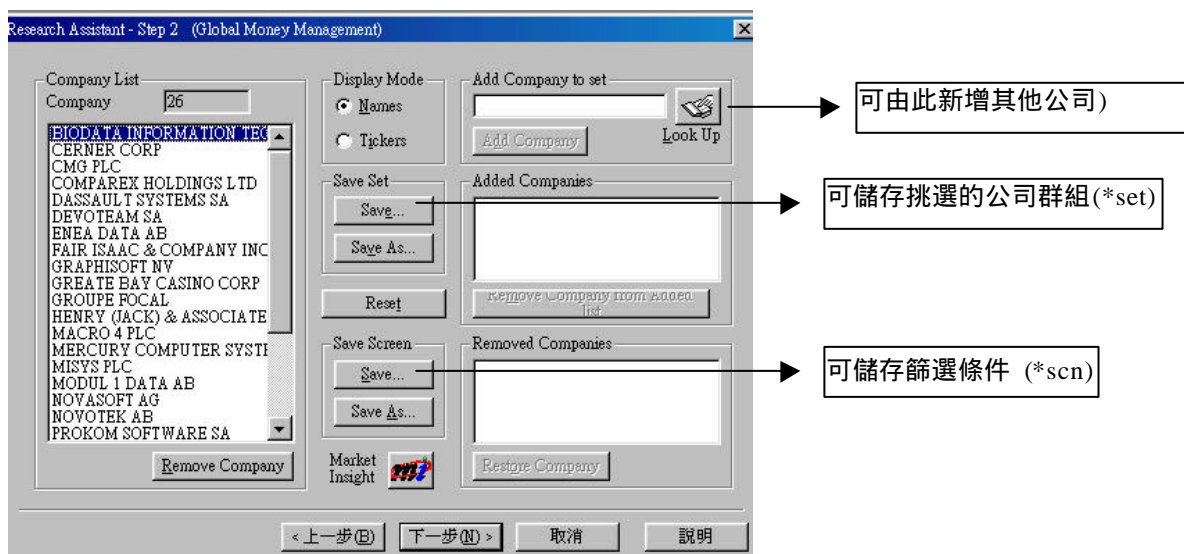 Research Assistant - Step 2 (Global Money Management)
Company List
Company 26
BIODATA INFORMATION TEC
CERNER CORP
CMG PLC
COMPAREX HOLDINGS LTD
DASSAULT SYSTEMS SA
DEVOTEAM SA
ENEA DATA AB
FAIR ISAAC & COMPANY INC
GRAPHISOFT NV
GREATE BAY CASINO CORP
GROUPE FOCAL
HENRY (JACK) & ASSOCIATE
MACRO 4 PLC
MERCURY COMPUTER SYSTE
MISYS PLC
MODUL 1 DATA AB
NOVASOFT AG
NOVOTEK AB
PROKOM SOFTWARE SA
Remove Company
Display Mode
Names
Tickers
Save Set
Save...
Save As...
Reset
Save Screen
Save...
Save As...
Market
Insight
mi
Add Company to set
Look Up
Add Company
Added Companies
Remove Company from Added
list
Removed Companies
Restore Company
<上一步(B)
下一步(N) >
取消
說明
可由此新增其他公司)
可儲存挑選的公司群組(*set)
可儲存篩選條件 (*scn)